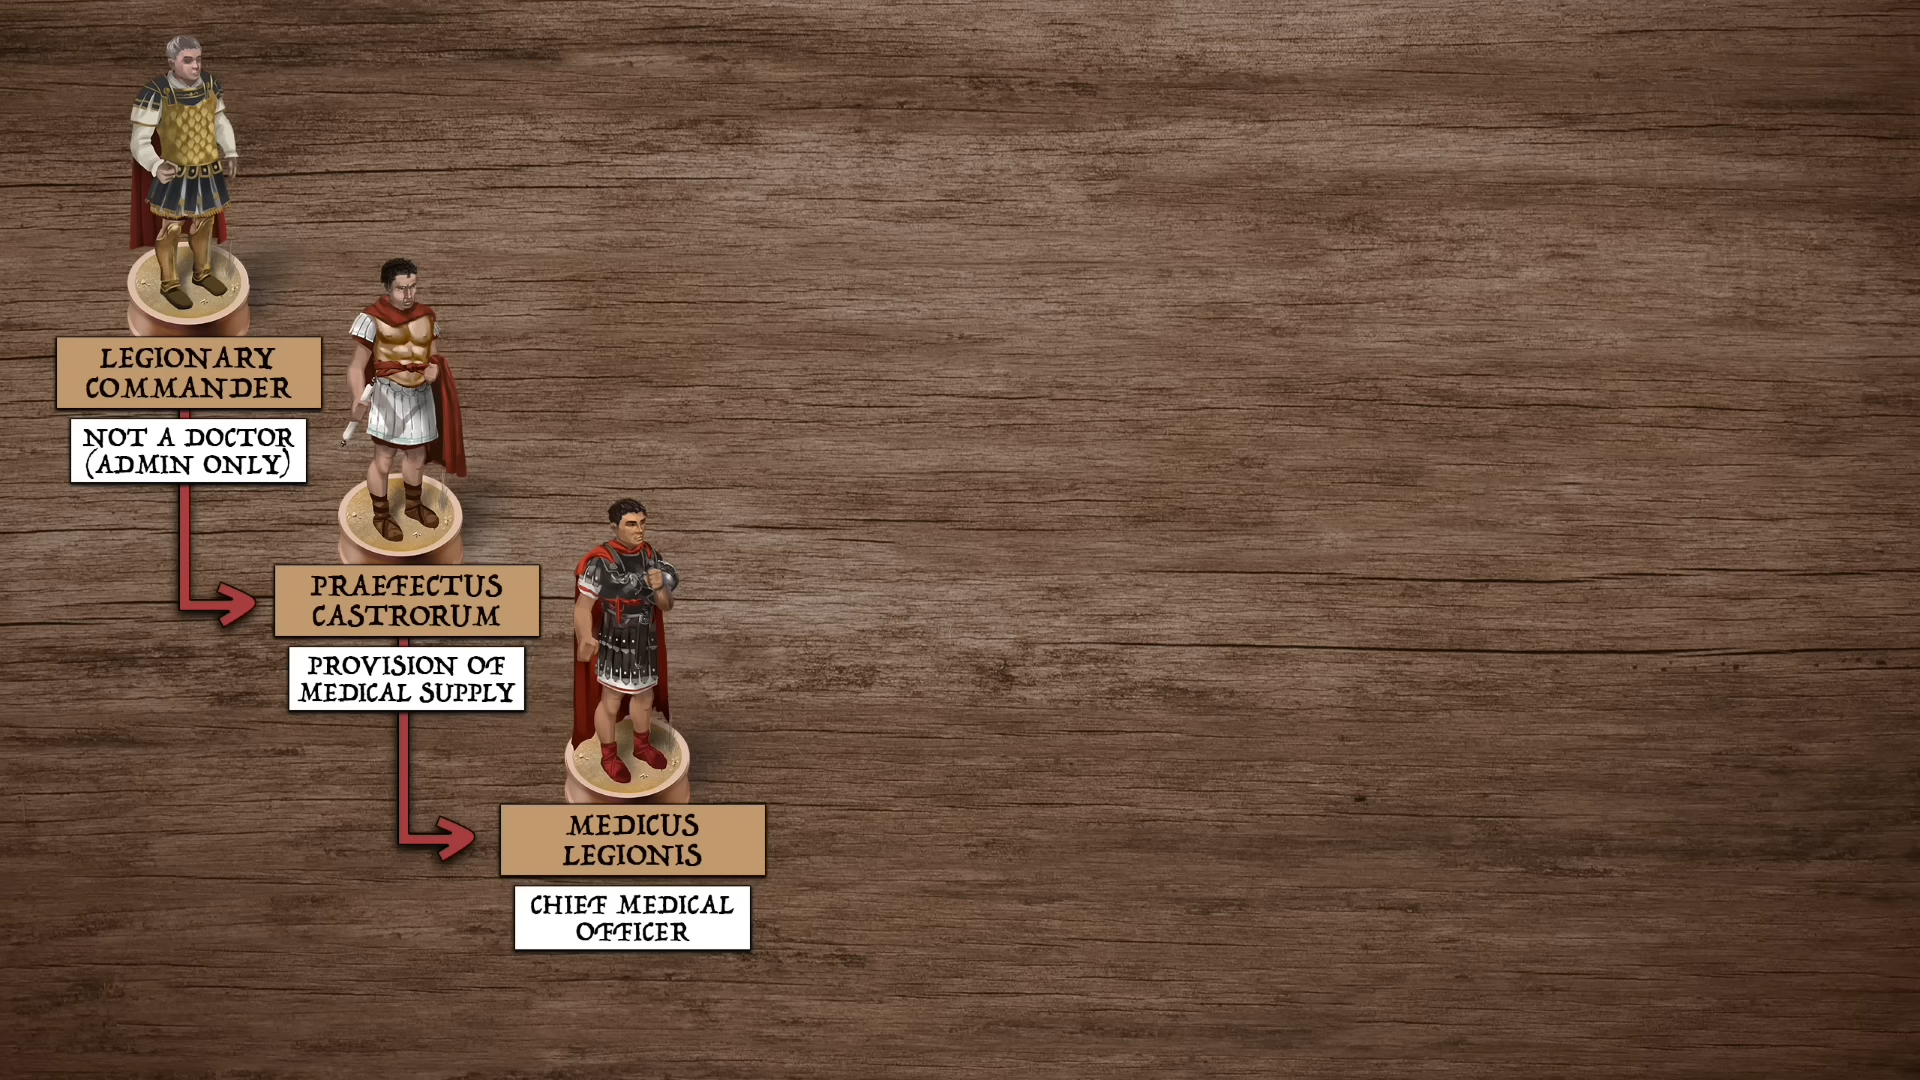 LEGIONARY
COMMANDER
NOT A DOCTOR
(ADMIN ONLY)
PRAEFECTUS
CASTRORUM
PROVISION OF
MEDICAL SUPPLY
MEDICUS
LEGIONIS
CHIEF MEDICAL
OFFICER